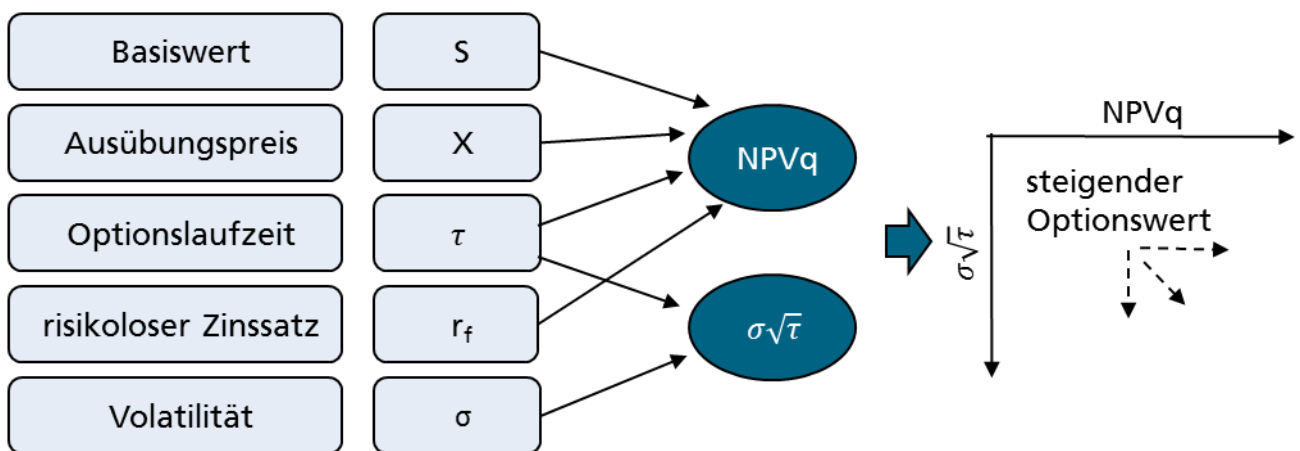 Basiswert
S
Ausübungspreis
X
Optionslaufzeit
τ
risikoloser Zinssatz
r_f
Volatilität
σ
NPVq
σ√τ
NPVq
σ√τ
steigender
Optionswert